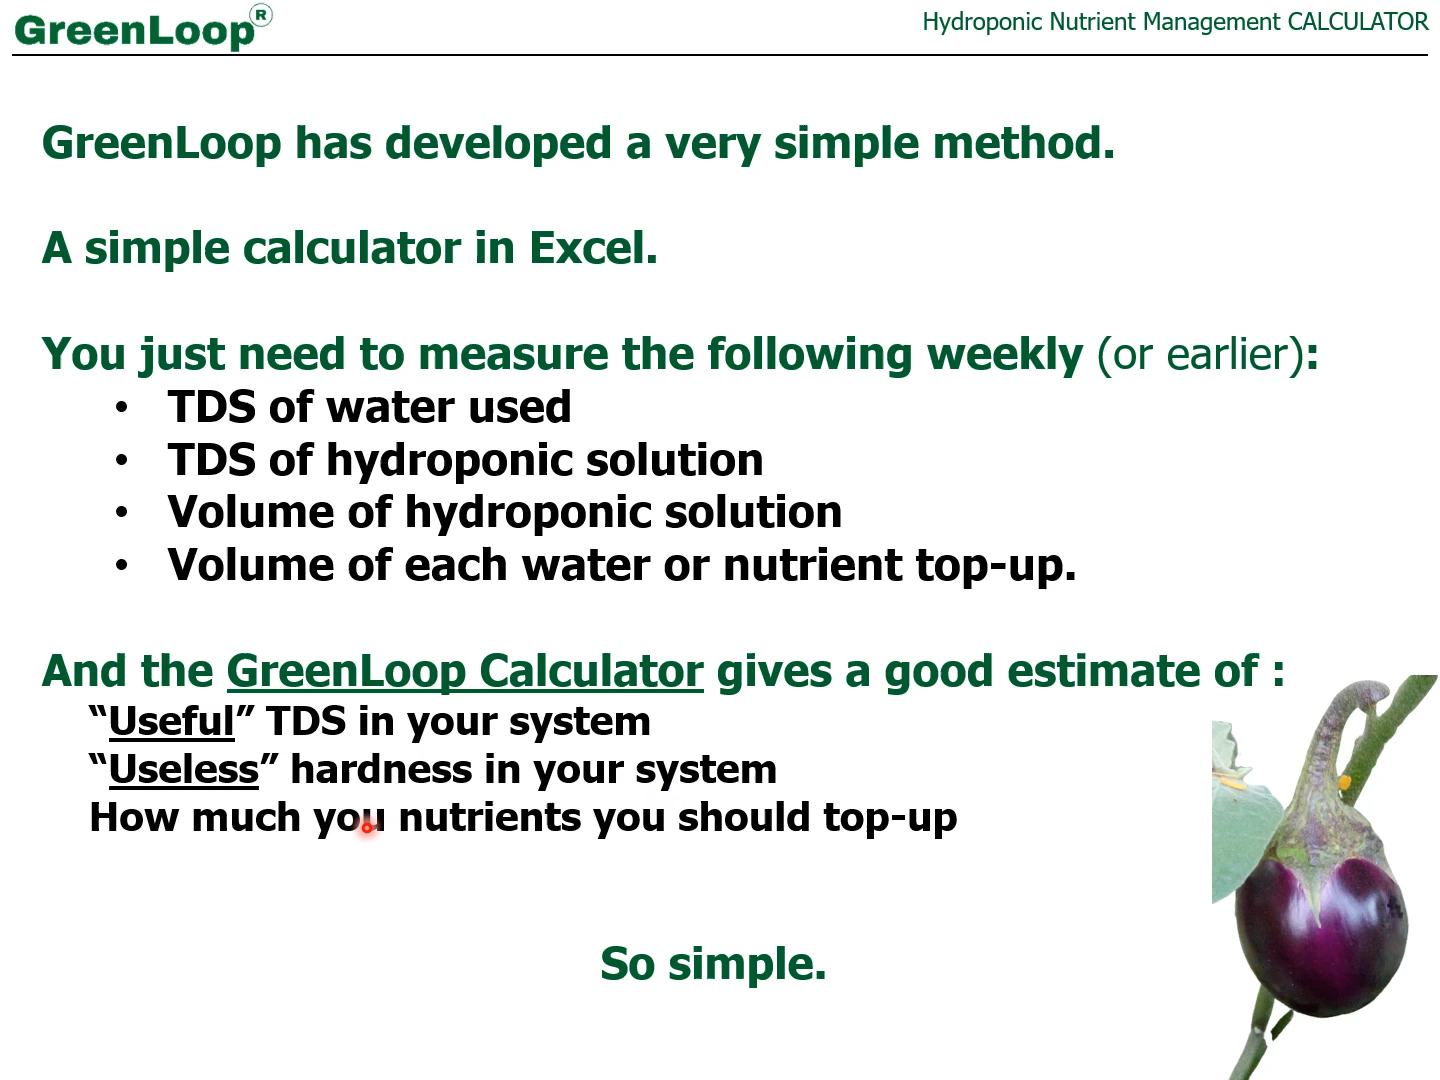 GreenLoop®
Hydroponic Nutrient Management CALCULATOR
GreenLoop has developed a very simple method.
A simple calculator in Excel.
You just need to measure the following weekly (or earlier):
• TDS of water used
• TDS of hydroponic solution
• Volume of hydroponic solution
• Volume of each water or nutrient top-up.
And the GreenLoop Calculator gives a good estimate of :
“Useful” TDS in your system
“Useless” hardness in your system
How much you nutrients you should top-up
So simple.